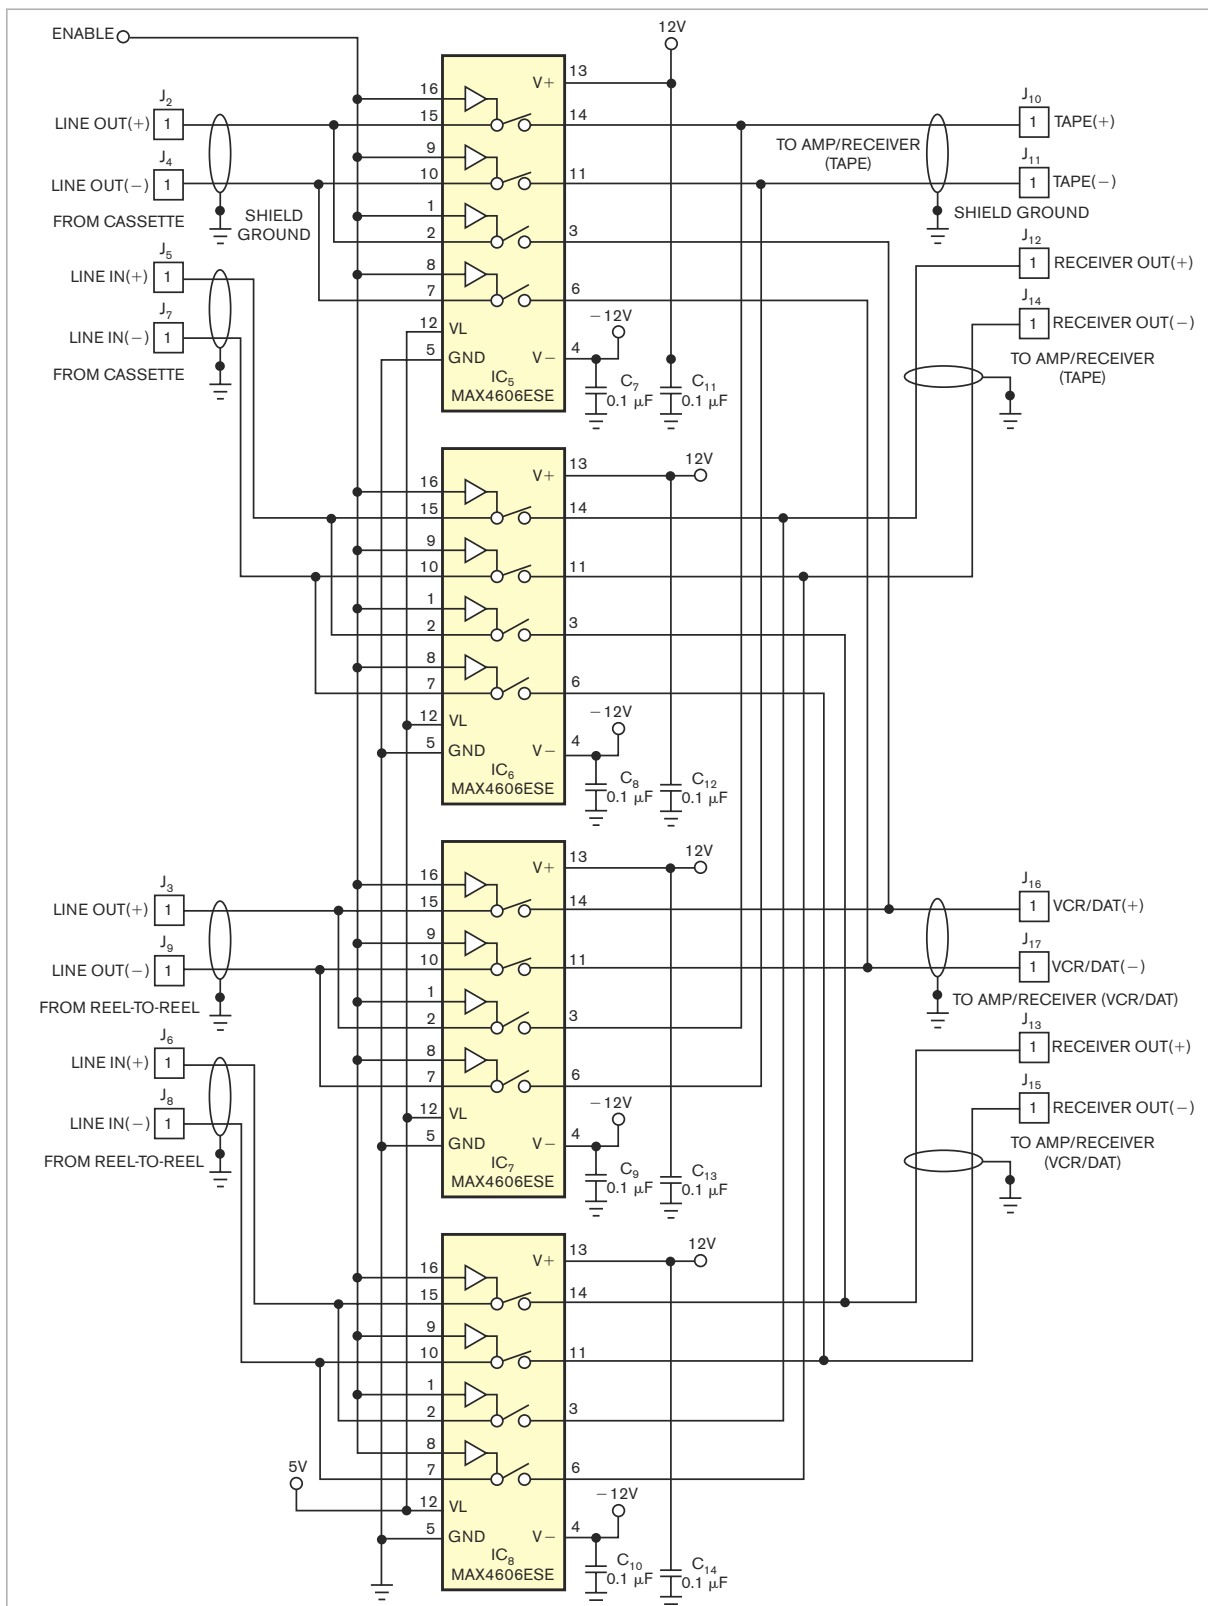 ENABLE
12V
J2
1
LINE OUT(+)
J4
1
LINE OUT(−)
FROM CASSETTE
SHIELD
GROUND
J5
1
LINE IN(+)
J7
1
LINE IN(−)
FROM CASSETTE
16
15
9
10
1
2
8
7
12
5
V+
VL
GND
V−
IC5
MAX4606ESE
13
14
11
3
6
4
−12V
C7
0.1 µF
C11
0.1 µF
TO AMP/RECEIVER
(TAPE)
J10
1
TAPE(+)
J11
1
TAPE(−)
SHIELD GROUND
J12
1
RECEIVER OUT(+)
J14
1
RECEIVER OUT(−)
TO AMP/RECEIVER
(TAPE)
16
15
9
10
1
2
8
7
12
5
V+
VL
GND
V−
IC6
MAX4606ESE
13
12V
14
11
3
6
4
−12V
C8
0.1 µF
C12
0.1 µF
J3
1
LINE OUT(+)
J9
1
LINE OUT(−)
FROM REEL-TO-REEL
J6
1
LINE IN(+)
J8
1
LINE IN(−)
FROM REEL-TO-REEL
16
15
9
10
1
2
8
7
12
5
V+
VL
GND
V−
IC7
MAX4606ESE
13
12V
14
11
3
6
4
−12V
C9
0.1 µF
C13
0.1 µF
J16
1
VCR/DAT(+)
J17
1
VCR/DAT(−)
TO AMP/RECEIVER (VCR/DAT)
J13
1
RECEIVER OUT(+)
J15
1
RECEIVER OUT(−)
TO AMP/RECEIVER
(VCR/DAT)
16
15
9
10
1
2
8
7
5V
12
5
V+
VL
GND
V−
IC8
MAX4606ESE
13
12V
14
11
3
6
4
−12V
C10
0.1 µF
C14
0.1 µF